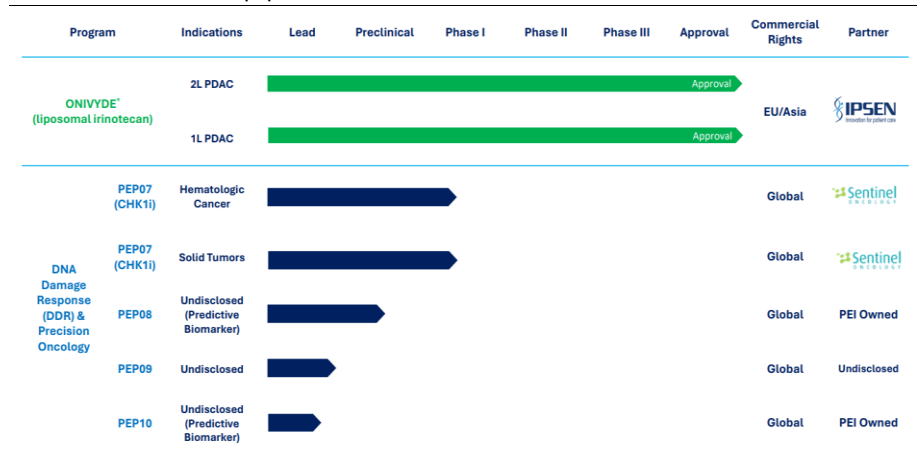 Program Indications Lead Preclinical Phase I Phase II Phase III Approval Commercial Rights Partner
ONIVYDE*
(liposomal irinotecan)
2L PDAC
Approval
1L PDAC
Approval
EU/Asia
IPSEN
Innovation for patient care
DNA
Damage
Response
(DDR) &
Precision
Oncology
PEP07
(CHK1i)
Hematologic
Cancer
Global
Sentinel
ONCOLOGY
PEP07
(CHK1i)
Solid Tumors
Global
Sentinel
ONCOLOGY
PEP08
Undisclosed
(Predictive
Biomarker)
Global
PEI Owned
PEP09
Undisclosed
Global
Undisclosed
PEP10
Undisclosed
(Predictive
Biomarker)
Global
PEI Owned